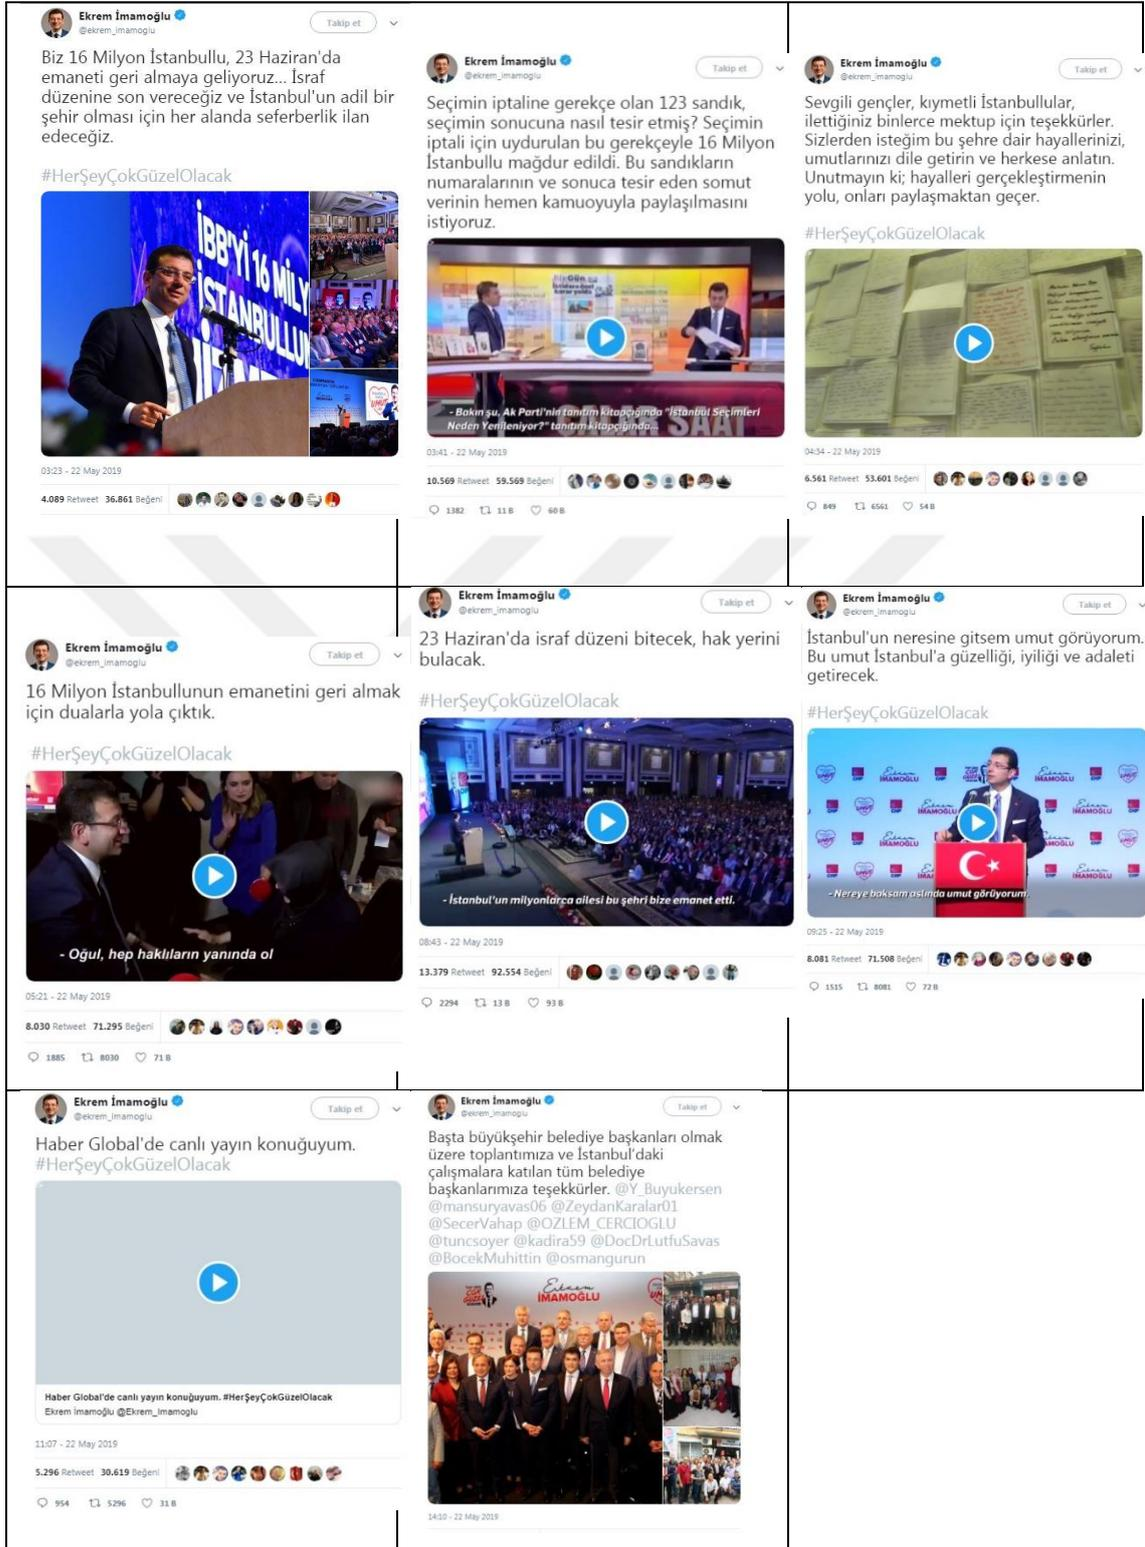 Ekrem İmamoğlu
@ekrem_imamoglu
Takip et
Biz 16 Milyon İstanbullu, 23 Haziran'da
emaneti geri almaya geliyoruz... İsraf
düzenine son vereceğiz ve İstanbul'un adil bir
şehir olması için her alanda seferberlik ilan
edeceğiz.
#HerŞeyÇokGüzelOlacak
İBB'Yİ 16 MİLY
İSTANBULLU
03:23 - 22 May 2019
4.089 Retweet 36.861 Beğeni
Ekrem İmamoğlu
@ekrem_imamoglu
Takip et
Seçimin iptaline gerekçe olan 123 sandık,
seçimin sonucuna nasıl tesir etmiş? Seçimin
iptali için uydurulan bu gerekçeyle 16 Milyon
İstanbullu mağdur edildi. Bu sandıkların
numaralarının ve sonuca tesir eden somut
verinin hemen kamuoyuyla paylaşılmasını
istiyoruz.
- Bakın şu, Ak Parti'nin tanıtım kitapçığında "İstanbul Seçimleri
Neden Yenileniyor?" tanıtım kitapçığında...
ÇALAR SAAT
03:41 - 22 May 2019
10.569 Retweet 59.569 Beğeni
1382 11 B 60 B
Ekrem İmamoğlu
@ekrem_imamoglu
Takip et
Sevgili gençler, kıymetli İstanbullular,
ilettiğiniz binlerce mektup için teşekkürler.
Sizlerden isteğim bu şehre dair hayallerinizi,
umutlarınızı dile getirin ve herkese anlatın.
Unutmayın ki; hayalleri gerçekleştirmenin
yolu, onları paylaşmaktan geçer.
#HerŞeyÇokGüzelOlacak
04:34 - 22 May 2019
6.561 Retweet 53.601 Beğeni
849 6561 54 B
Ekrem İmamoğlu
@ekrem_imamoglu
Takip et
16 Milyon İstanbullunun emanetini geri almak
için dualarla yola çıktık.
#HerŞeyÇokGüzelOlacak
- Oğul, hep haklıların yanında ol
05:21 - 22 May 2019
8.030 Retweet 71.295 Beğeni
1885 8030 71 B
Ekrem İmamoğlu
@ekrem_imamoglu
Takip et
23 Haziran'da israf düzeni bitecek, hak yerini
bulacak.
#HerŞeyÇokGüzelOlacak
- İstanbul'un milyonlarca ailesi bu şehri bize emanet etti.
08:43 - 22 May 2019
13.379 Retweet 92.554 Beğeni
2294 13 B 93 B
Ekrem İmamoğlu
@ekrem_imamoglu
Takip et
İstanbul'un neresine gitsem umut görüyorum.
Bu umut İstanbul'a güzelliği, iyiliği ve adaleti
getirecek.
#HerŞeyÇokGüzelOlacak
Ekrem
İMAMOĞLU
CHP
- Nereye baksam aslında umut görüyorum.
09:25 - 22 May 2019
8.081 Retweet 71.508 Beğeni
1515 8081 72 B
Ekrem İmamoğlu
@ekrem_imamoglu
Takip et
Haber Global'de canlı yayın konuğuyum.
#HerŞeyÇokGüzelOlacak
Haber Global'de canlı yayın konuğuyum. #HerŞeyÇokGüzelOlacak
Ekrem İmamoğlu @Ekrem_Imamoglu
11:07 - 22 May 2019
5.296 Retweet 30.619 Beğeni
954 5296 31 B
Ekrem İmamoğlu
@ekrem_imamoglu
Takip et
Başta büyükşehir belediye başkanları olmak
üzere toplantımıza ve İstanbul'daki
çalışmalara katılan tüm belediye
başkanlarımıza teşekkürler. @Y_Buyukersen
@mansuryavas06 @ZeydanKaralar01
@SecerVahap @OZLEM_CERCIOGLU
@tuncsoyer @kadira59 @DocDrLutfuSavas
@BocekMuhittin @osmangurun
Ekrem
İMAMOĞLU
14:10 - 22 May 2019